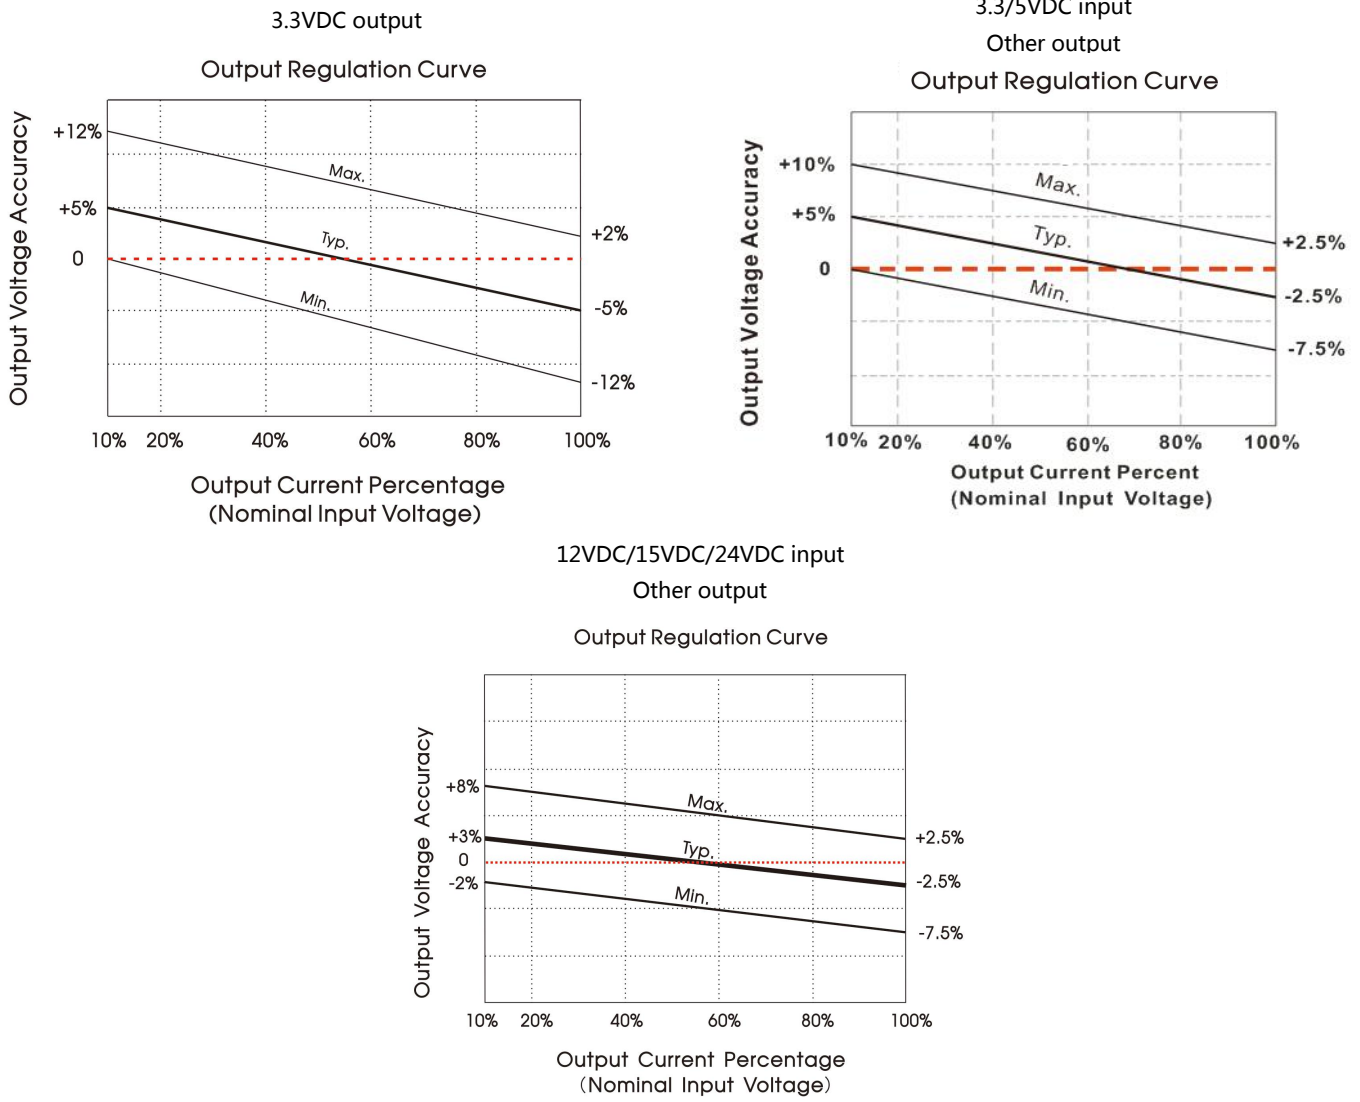 3.3VDC output
Output Regulation Curve
Output Voltage Accuracy
+12%
+5%
0
Max.
Typ.
Min.
+2%
-5%
-12%
10% 20% 40% 60% 80% 100%
Output Current Percentage
(Nominal Input Voltage)
3.3/5VDC input
Other output
Output Regulation Curve
Output Voltage Accuracy
+10%
+5%
0
Max.
Typ.
Min.
+2.5%
-2.5%
-7.5%
10% 20% 40% 60% 80% 100%
Output Current Percent
(Nominal Input Voltage)
12VDC/15VDC/24VDC input
Other output
Output Regulation Curve
Output Voltage Accuracy
+8%
+3%
0
-2%
Max.
Typ.
Min.
+2.5%
-2.5%
-7.5%
10% 20% 40% 60% 80% 100%
Output Current Percentage
(Nominal Input Voltage)